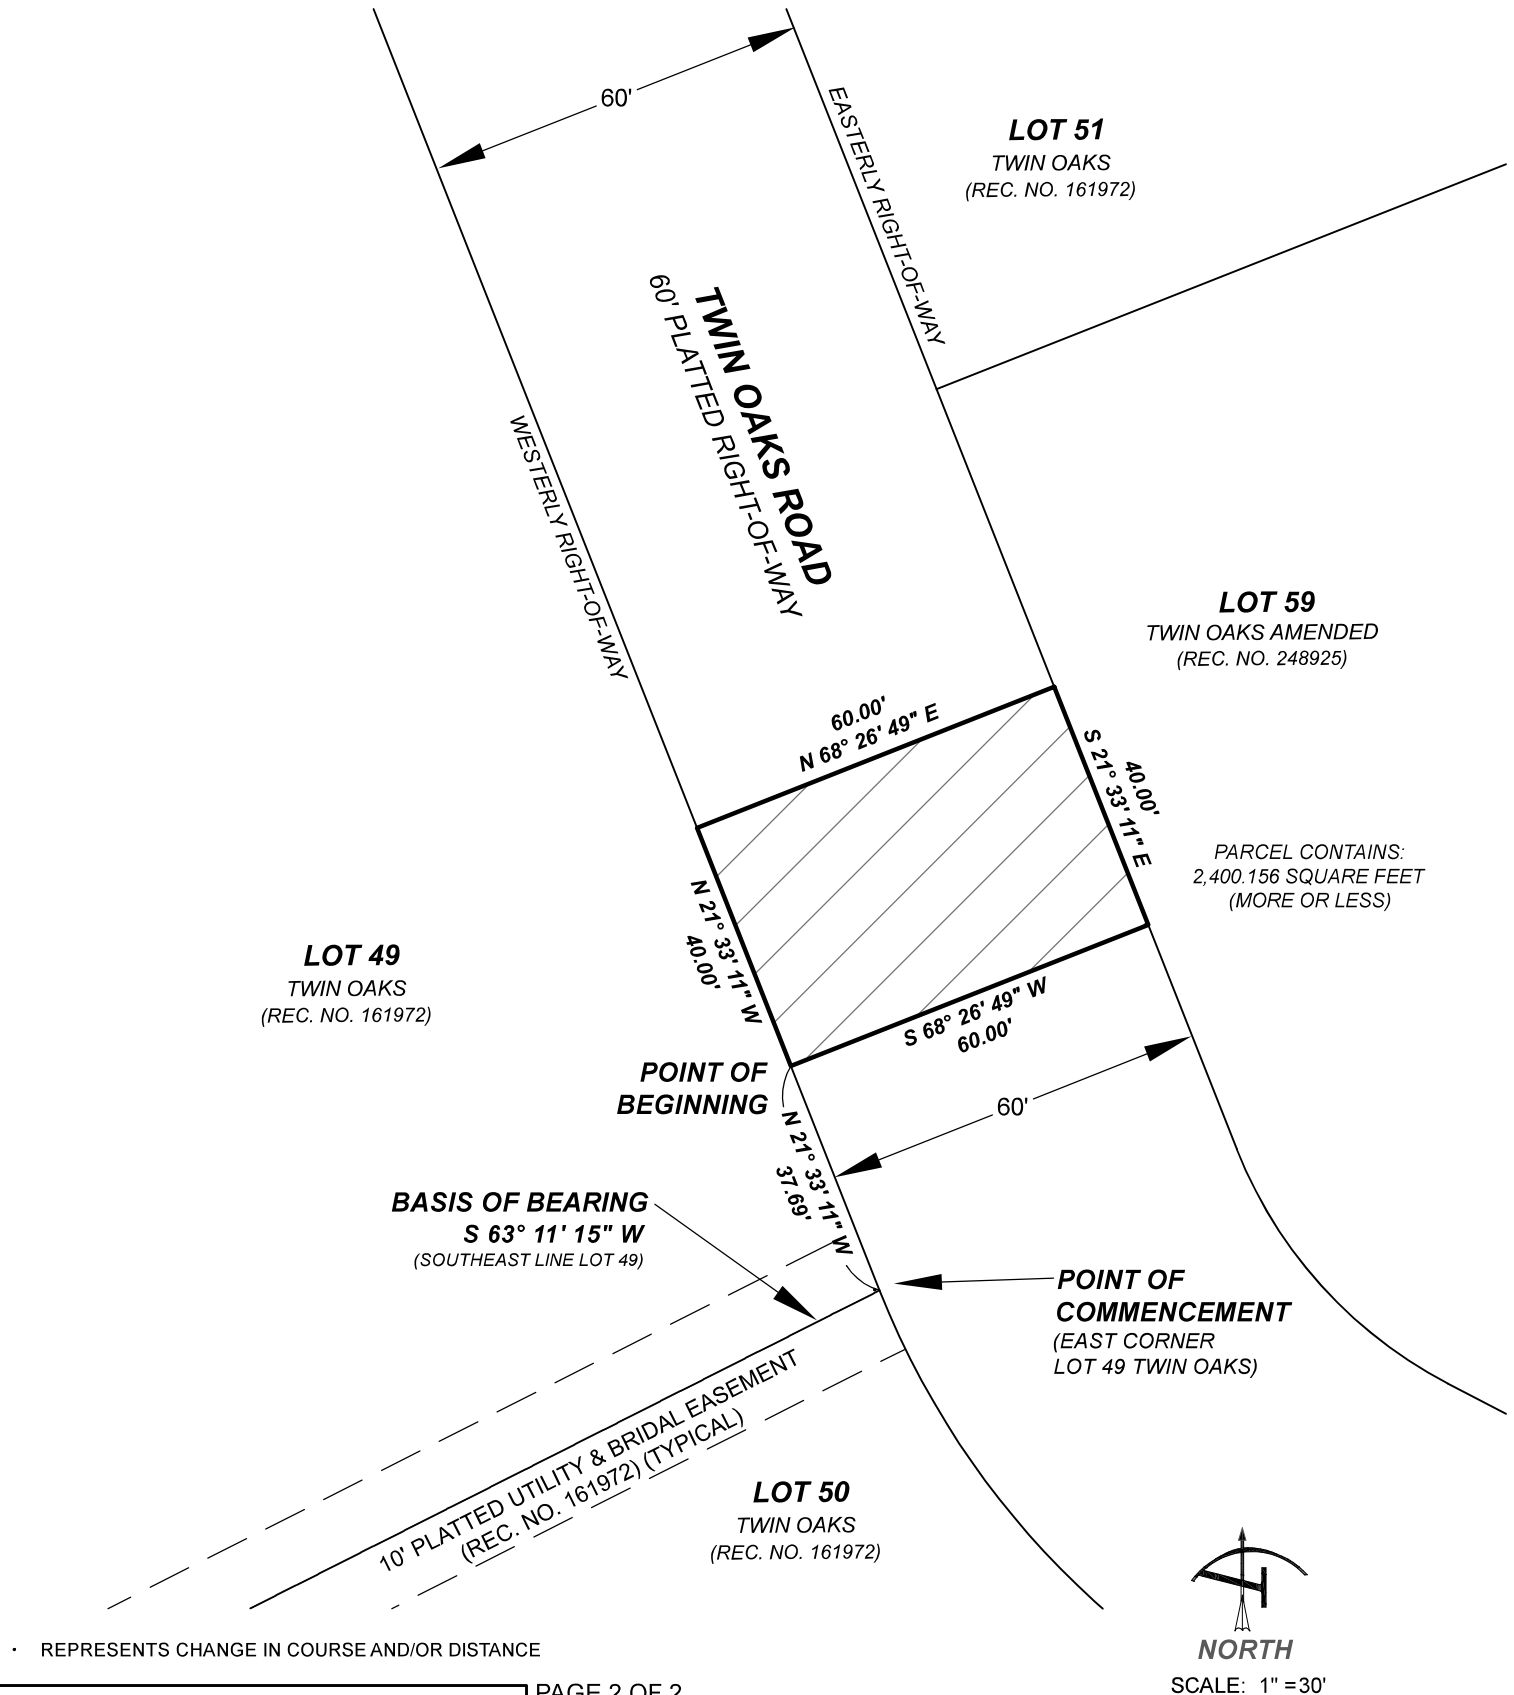 60'
EASTERLY RIGHT-OF-WAY
LOT 51
TWIN OAKS
(REC. NO. 161972)
TWIN OAKS ROAD
60' PLATTED RIGHT-OF-WAY
WESTERLY RIGHT-OF-WAY
LOT 59
TWIN OAKS AMENDED
(REC. NO. 248925)
60.00'
N 68° 26' 49" E
40.00'
S 21° 33' 11" E
PARCEL CONTAINS:
2,400.156 SQUARE FEET
(MORE OR LESS)
N 21° 33' 11" W
40.00'
LOT 49
TWIN OAKS
(REC. NO. 161972)
S 68° 26' 49" W
60.00'
POINT OF
BEGINNING
60'
N 21° 33' 11" W
37.69'
BASIS OF BEARING
S 63° 11' 15" W
(SOUTHEAST LINE LOT 49)
POINT OF
COMMENCEMENT
(EAST CORNER
LOT 49 TWIN OAKS)
10' PLATTED UTILITY & BRIDAL EASEMENT
(REC. NO. 161972) (TYPICAL)
LOT 50
TWIN OAKS
(REC. NO. 161972)
NORTH
SCALE: 1" =30'
· REPRESENTS CHANGE IN COURSE AND/OR DISTANCE
PAGE 2 OF 2